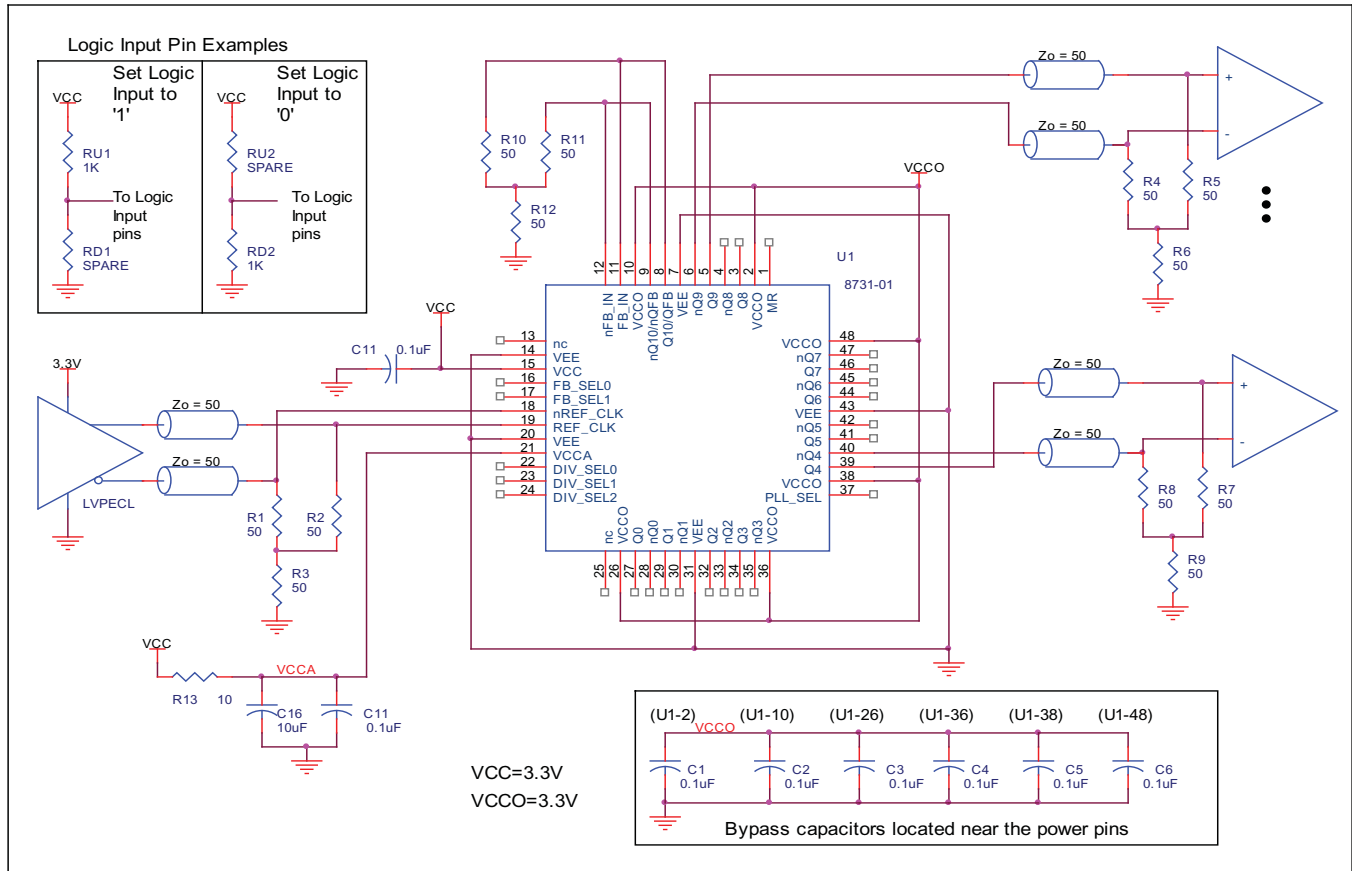 Logic Input Pin Examples
Set Logic
Input to
'1'
VCC
RU1
1K
To Logic
Input
pins
RD1
SPARE
Set Logic
Input to
'0'
VCC
RU2
SPARE
To Logic
Input
pins
RD2
1K
R10
50
R11
50
R12
50
VCCO
Zo = 50
Zo = 50
+
-
R4
50
R5
50
R6
50
U1
8731-01
12
11
10
9
8
7
6
5
4
3
2
1
nFB_IN
FB_IN
VCCO
nQ10/nQFB
Q10/QFB
VEE
nQ9
Q9
nQ8
Q8
VCCO
MR
VCC
C11
0.1uF
13 nc
14 VEE
15 VCC
16 FB_SEL0
17 FB_SEL1
18 nREF_CLK
19 REF_CLK
20 VEE
21 VCCA
22 DIV_SEL0
23 DIV_SEL1
24 DIV_SEL2
VCCO 48
nQ7 47
Q7 46
nQ6 45
Q6 44
VEE 43
nQ5 42
Q5 41
nQ4 40
Q4 39
VCCO 38
PLL_SEL 37
nc
VCCO
Q0
nQ0
Q1
nQ1
VEE
Q2
nQ2
Q3
nQ3
VCCO
25
26
27
28
29
30
31
32
33
34
35
36
3.3V
Zo = 50
Zo = 50
LVPECL
R1
50
R2
50
R3
50
Zo = 50
Zo = 50
+
-
R8
50
R7
50
R9
50
VCC
R13 10
VCCA
C16
10uF
C11
0.1uF
VCC=3.3V
VCCO=3.3V
(U1-2) (U1-10) (U1-26) (U1-36) (U1-38) (U1-48)
VCCO
C1
0.1uF
C2
0.1uF
C3
0.1uF
C4
0.1uF
C5
0.1uF
C6
0.1uF
Bypass capacitors located near the power pins